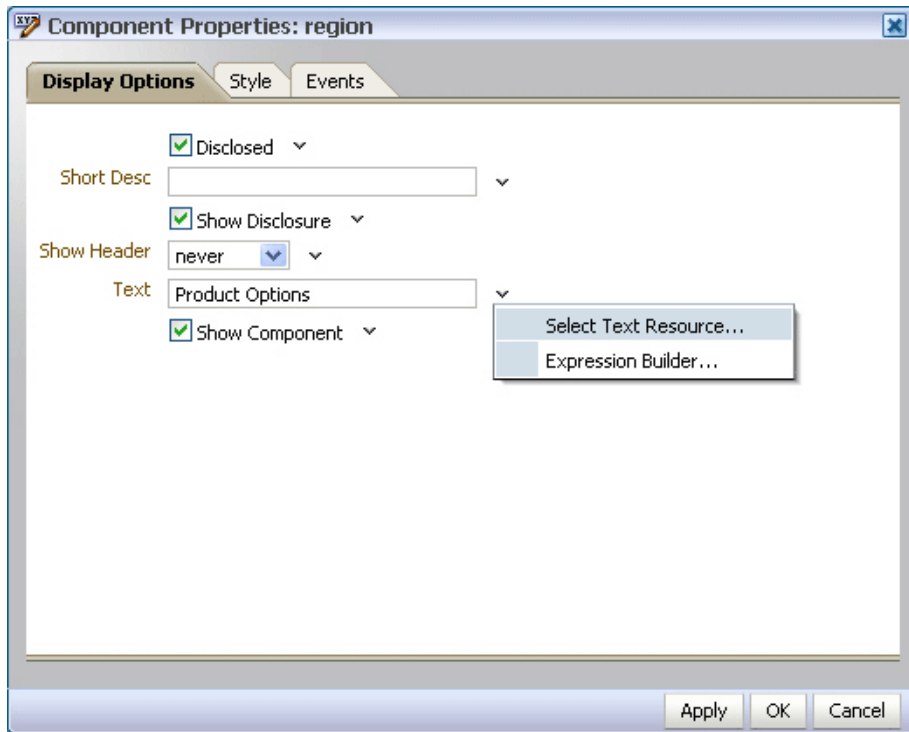 XYZ
Component Properties: region
Display Options Style Events
Disclosed
Short Desc
Show Disclosure
Show Header never
Text Product Options
Select Text Resource...
Show Component
Expression Builder...
Apply OK Cancel